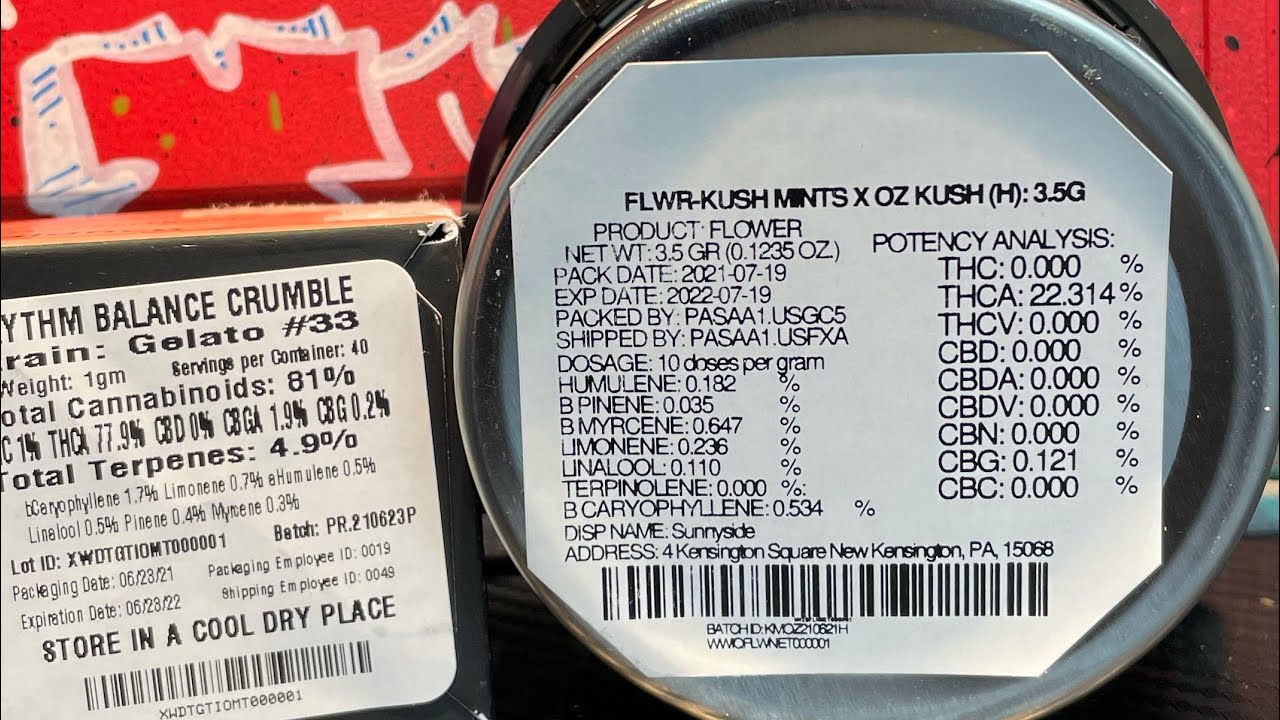 YTHM BALANCE CRUMBLE
rain: Gelato #33
Weight: 1gm Servings per Container: 40
otal Cannabinoids: 81%
C 1% THCA 77.9% CBD 0% CBGA 1.9% CBG 0.2%
Total Terpenes: 4.9%
bCaryophyllene 1.7% Limonene 0.7% aHumulene 0.5%
Linalool 0.5% Pinene 0.4% Myrcene 0.3%
Batch: PR.210623P
Lot ID: XWDTGTIOMT000001
Packaging Date: 06/23/21 Packaging Employee ID: 0019
Expiration Date: 06/23/22 Shipping Employee ID: 0049
STORE IN A COOL DRY PLACE
XWDTGTIOMT000001
FLWR-KUSH MINTS X OZ KUSH (H): 3.5G
PRODUCT: FLOWER
NET WT: 3.5 GR (0.1235 OZ.)
PACK DATE: 2021-07-19
EXP DATE: 2022-07-19
PACKED BY: PASAA1.USGC5
SHIPPED BY: PASAA1.USFXA
DOSAGE: 10 doses per gram
HUMULENE: 0.182 %
B PINENE: 0.035 %
B MYRCENE: 0.647 %
LIMONENE: 0.236 %
LINALOOL: 0.110 %
TERPINOLENE: 0.000 %:
B CARYOPHYLLENE: 0.534 %
POTENCY ANALYSIS:
THC: 0.000 %
THCA: 22.314 %
THCV: 0.000 %
CBD: 0.000 %
CBDA: 0.000 %
CBDV: 0.000 %
CBN: 0.000 %
CBG: 0.121 %
CBC: 0.000 %
DISP NAME: Sunnyside
ADDRESS: 4 Kensington Square New Kensington, PA, 15068
BATCH ID: KMOZ210621H